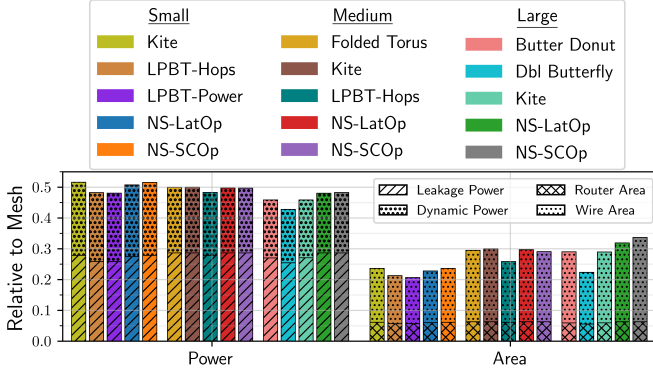 Small
Kite
LPBT-Hops
LPBT-Power
NS-LatOp
NS-SCOp
Medium
Folded Torus
Kite
LPBT-Hops
NS-LatOp
NS-SCOp
Large
Butter Donut
Dbl Butterfly
Kite
NS-LatOp
NS-SCOp
Relative to Mesh
0.5
0.4
0.3
0.2
0.1
0.0
Leakage Power
Dynamic Power
Router Area
Wire Area
Power
Area